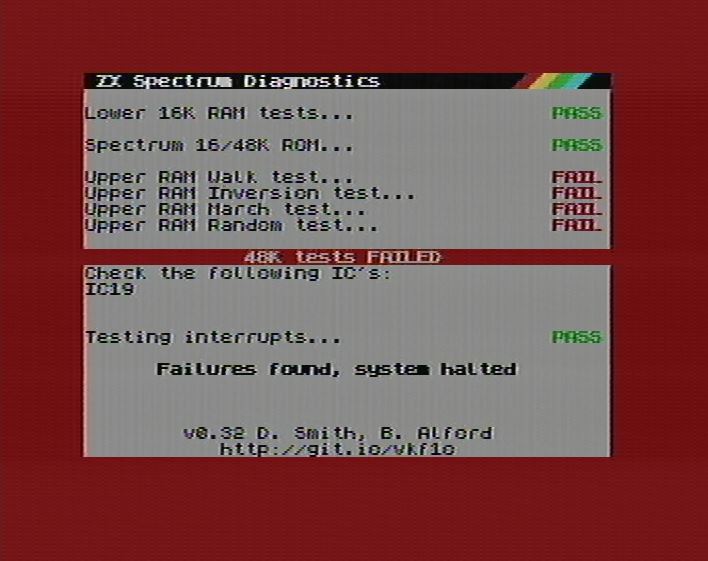 ZX Spectrum Diagnostics
Lower 16K RAM tests... PASS
Spectrum 16/48K ROM... PASS
Upper RAM Walk test... FAIL
Upper RAM Inversion test... FAIL
Upper RAM March test... FAIL
Upper RAM Random test... FAIL
48K tests FAILED
Check the following IC's:
IC19
Testing interrupts... PASS
Failures found, system halted
v0.32 D. Smith, B. Alford
http://git.io/vkf1o